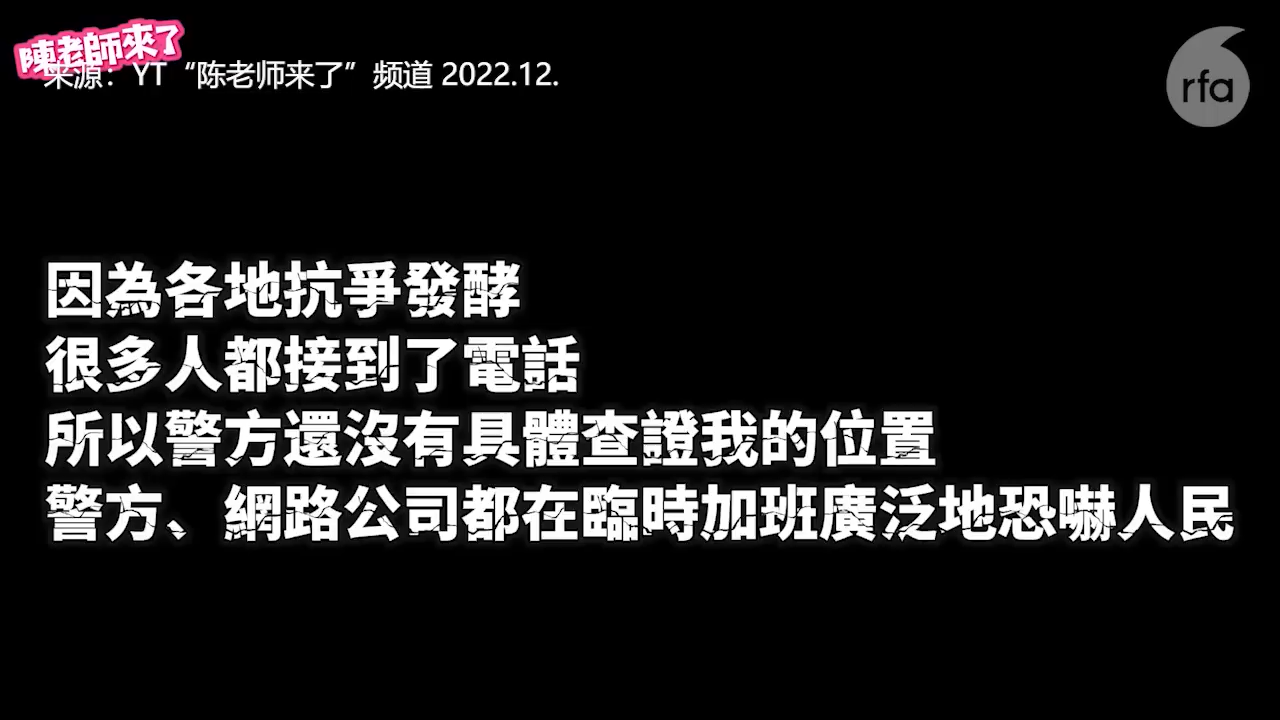 陳老師來了
来源：YT“陈老师来了”频道 2022.12.
rfa
因為各地抗爭發酵
很多人都接到了電話
所以警方還沒有具體查證我的位置
警方、網路公司都在臨時加班廣泛地恐嚇人民